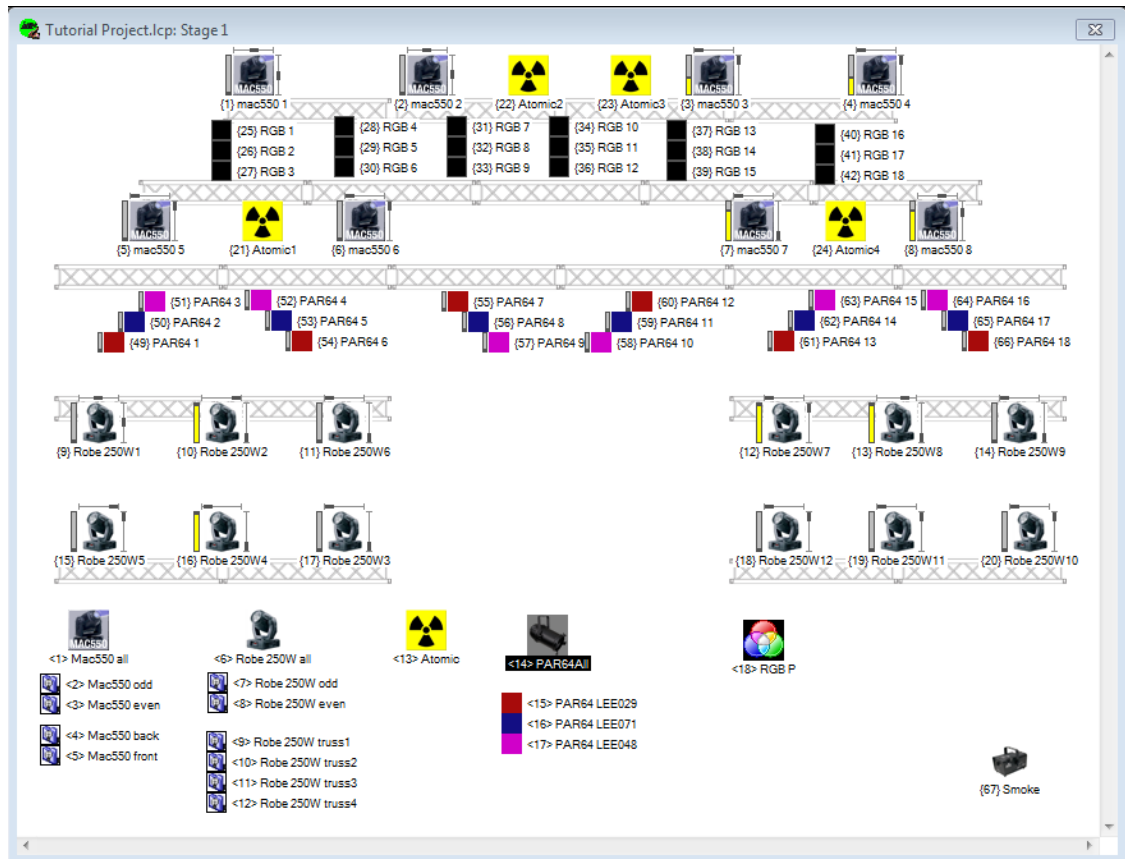 Tutorial Project.lcp: Stage 1
MAC550 MAC550 MAC550 MAC550
{1} mac550 1 {2} mac550 2 {22} Atomic2 {23} Atomic3 {3} mac550 3 {4} mac550 4
{25} RGB 1 {28} RGB 4 {31} RGB 7 {34} RGB 10 {37} RGB 13 {40} RGB 16
{26} RGB 2 {29} RGB 5 {32} RGB 8 {35} RGB 11 {38} RGB 14 {41} RGB 17
{27} RGB 3 {30} RGB 6 {33} RGB 9 {36} RGB 12 {39} RGB 15 {42} RGB 18
MAC550 MAC550 MAC550 MAC550
{5} mac550 5 {21} Atomic1 {6} mac550 6 {7} mac550 7 {24} Atomic4 {8} mac550 8
{51} PAR64 3 {52} PAR64 4 {55} PAR64 7 {60} PAR64 12 {63} PAR64 15 {64} PAR64 16
{50} PAR64 2 {53} PAR64 5 {56} PAR64 8 {59} PAR64 11 {62} PAR64 14 {65} PAR64 17
{49} PAR64 1 {54} PAR64 6 {57} PAR64 9 {58} PAR64 10 {61} PAR64 13 {66} PAR64 18
{9} Robe 250W1 {10} Robe 250W2 {11} Robe 250W6 {12} Robe 250W7 {13} Robe 250W8 {14} Robe 250W9
{15} Robe 250W5 {16} Robe 250W4 {17} Robe 250W3 {18} Robe 250W12 {19} Robe 250W11 {20} Robe 250W10
MAC550
<1> Mac550 all <6> Robe 250W all <13> Atomic <14> PAR64All <18> RGB P
<2> Mac550 odd <7> Robe 250W odd
<3> Mac550 even <8> Robe 250W even <15> PAR64 LEE029
<16> PAR64 LEE071
<4> Mac550 back <9> Robe 250W truss1 <17> PAR64 LEE048
<5> Mac550 front <10> Robe 250W truss2
<11> Robe 250W truss3
<12> Robe 250W truss4
{67} Smoke